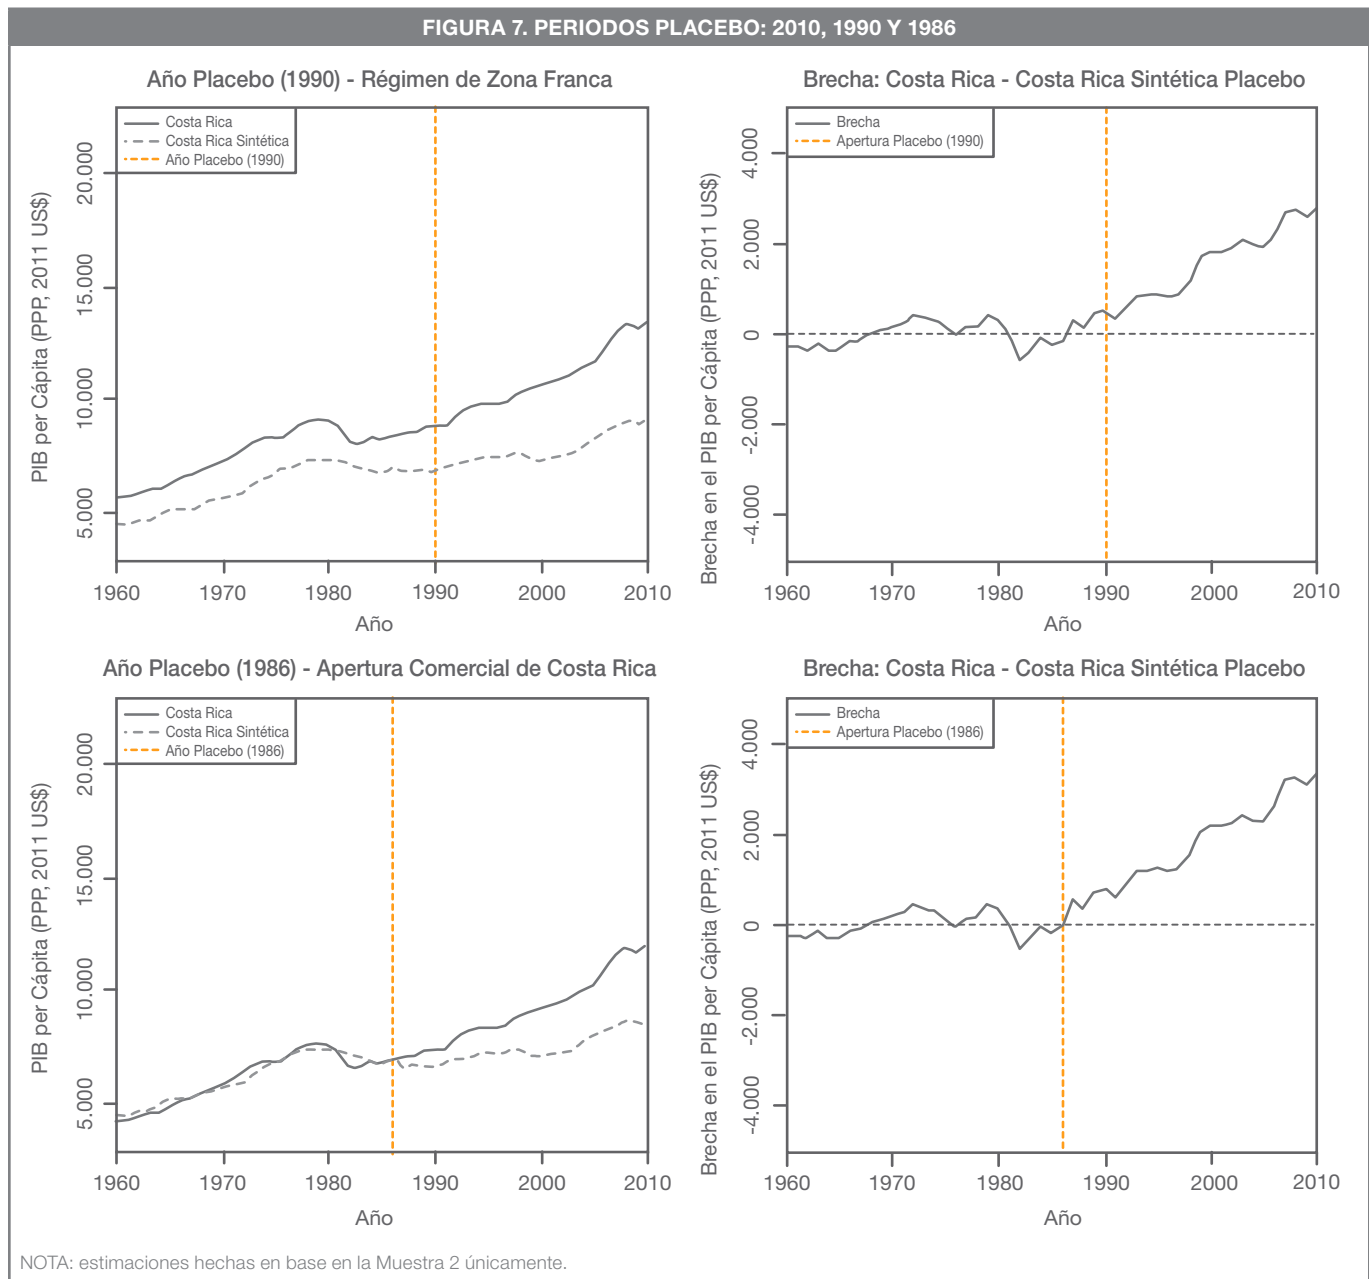 FIGURA 7. PERIODOS PLACEBO: 2010, 1990 Y 1986
Año Placebo (1990) - Régimen de Zona Franca
Costa Rica
Costa Rica Sintética
Año Placebo (1990)
PIB per Cápita (PPP, 2011 US$)
20.000
15.000
10.000
5.000
1960 1970 1980 1990 2000 2010
Año
Brecha: Costa Rica - Costa Rica Sintética Placebo
Brecha
Apertura Placebo (1990)
Brecha en el PIB per Cápita (PPP, 2011 US$)
4.000
2.000
0
-2.000
-4.000
1960 1970 1980 1990 2000 2010
Año
Año Placebo (1986) - Apertura Comercial de Costa Rica
Costa Rica
Costa Rica Sintética
Año Placebo (1986)
PIB per Cápita (PPP, 2011 US$)
20.000
15.000
10.000
5.000
1960 1970 1980 1990 2000 2010
Año
Brecha: Costa Rica - Costa Rica Sintética Placebo
Brecha
Apertura Placebo (1986)
Brecha en el PIB per Cápita (PPP, 2011 US$)
4.000
2.000
0
-2.000
-4.000
1960 1970 1980 1990 2000 2010
Año
NOTA: estimaciones hechas en base en la Muestra 2 únicamente.